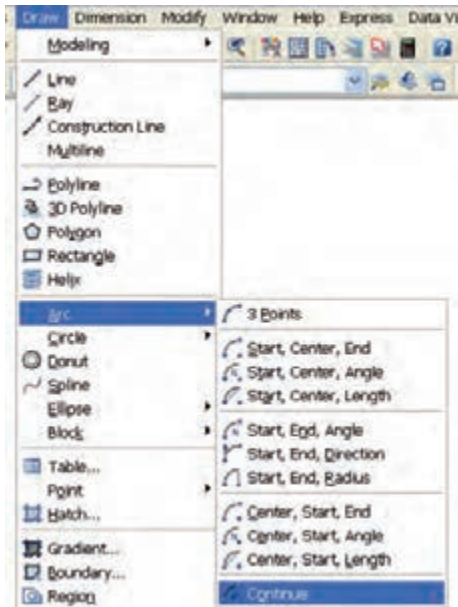 Draw Dimension Modify Window Help Express Data Vi
Modeling
Line
Ray
Construction Line
Multiline
Polyline
3D Polyline
Polygon
Rectangle
Helix
Arc
3 Points
Circle
Start, Center, End
Donut
Start, Center, Angle
Spline
Start, Center, Length
Ellipse
Block
Start, End, Angle
Start, End, Direction
Table...
Start, End, Radius
Point
Hatch...
Center, Start, End
Center, Start, Angle
Gradient...
Center, Start, Length
Boundary...
Region
Continue